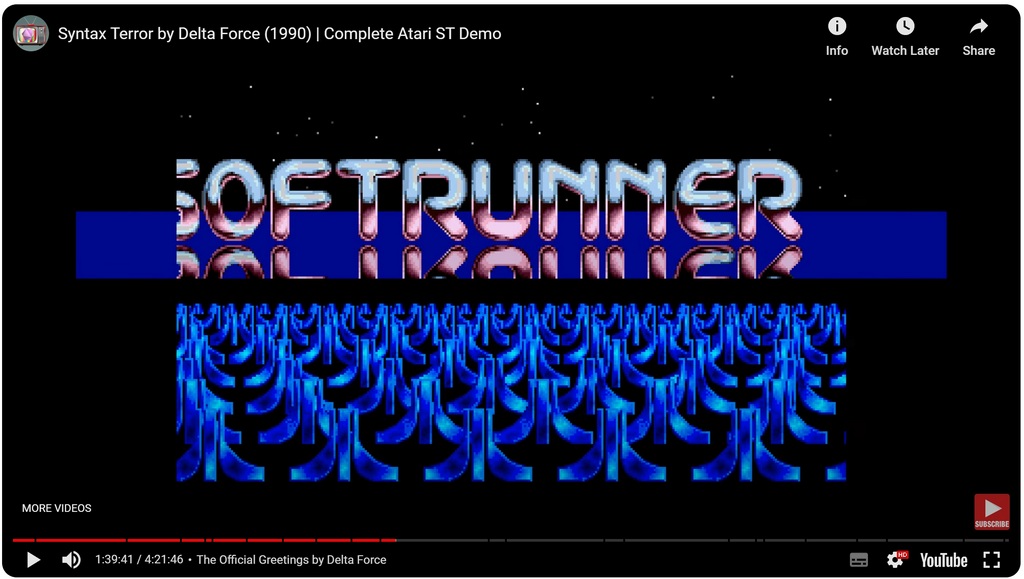 Syntax Terror by Delta Force (1990) | Complete Atari ST Demo
Info
Watch Later
Share
SOFTRUNNER
MORE VIDEOS
SUBSCRIBE
1:39:41 / 4:21:46 • The Official Greetings by Delta Force
HD
YouTube